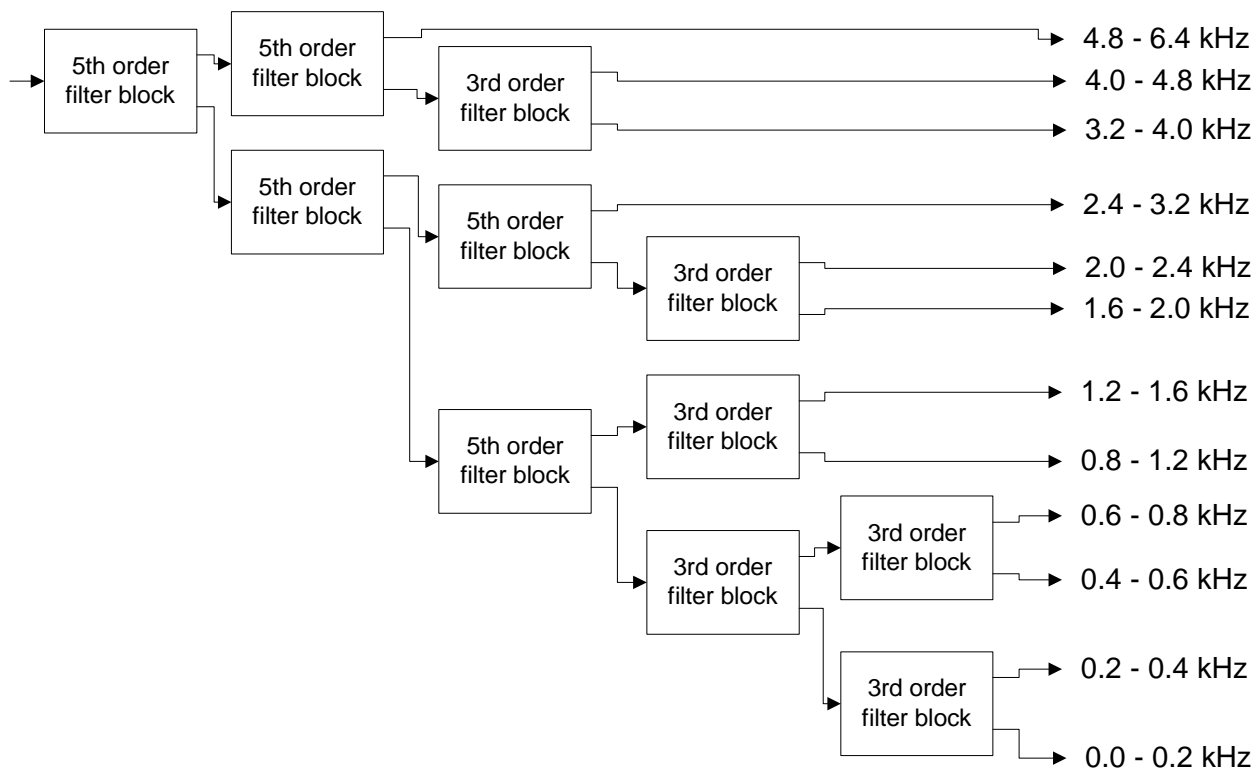 5th order
filter block
5th order
filter block
3rd order
filter block
4.8 - 6.4 kHz
4.0 - 4.8 kHz
3.2 - 4.0 kHz
5th order
filter block
5th order
filter block
3rd order
filter block
2.4 - 3.2 kHz
2.0 - 2.4 kHz
1.6 - 2.0 kHz
5th order
filter block
3rd order
filter block
1.2 - 1.6 kHz
0.8 - 1.2 kHz
3rd order
filter block
3rd order
filter block
0.6 - 0.8 kHz
0.4 - 0.6 kHz
3rd order
filter block
0.2 - 0.4 kHz
0.0 - 0.2 kHz